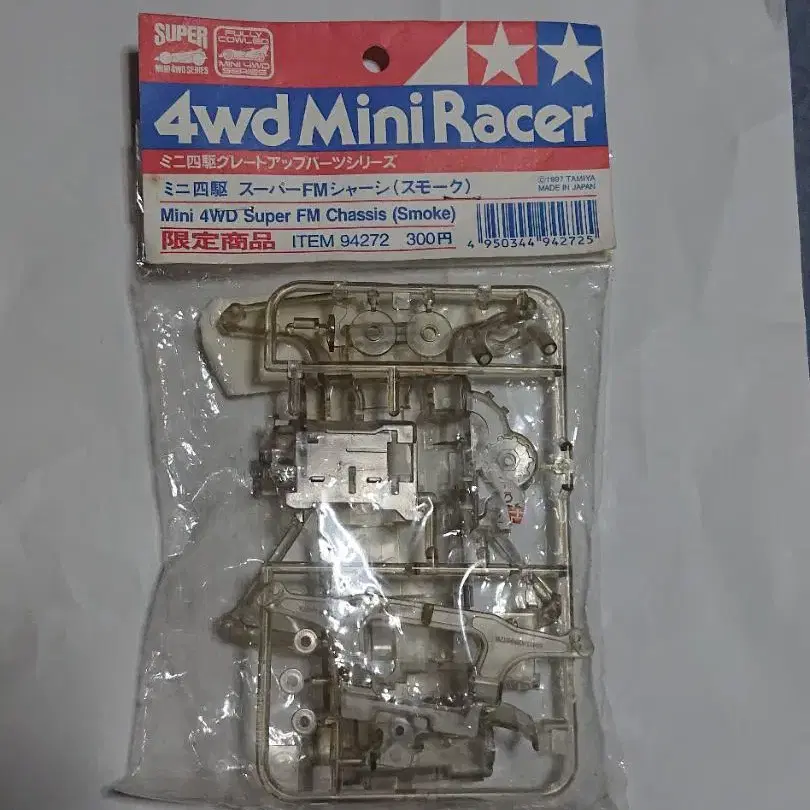 SUPER
MINI 4WD SERIES
FULLY
COWLED
MINI 4WD
SERIES
4wd Mini Racer
ミニ四駆グレートアップパーツシリーズ
ミニ四駆 スーパーFMシャーシ(スモーク)
©1997 TAMIYA
MADE IN JAPAN
Mini 4WD Super FM Chassis (Smoke)
限定商品 ITEM 94272 300円
4 950344 942725